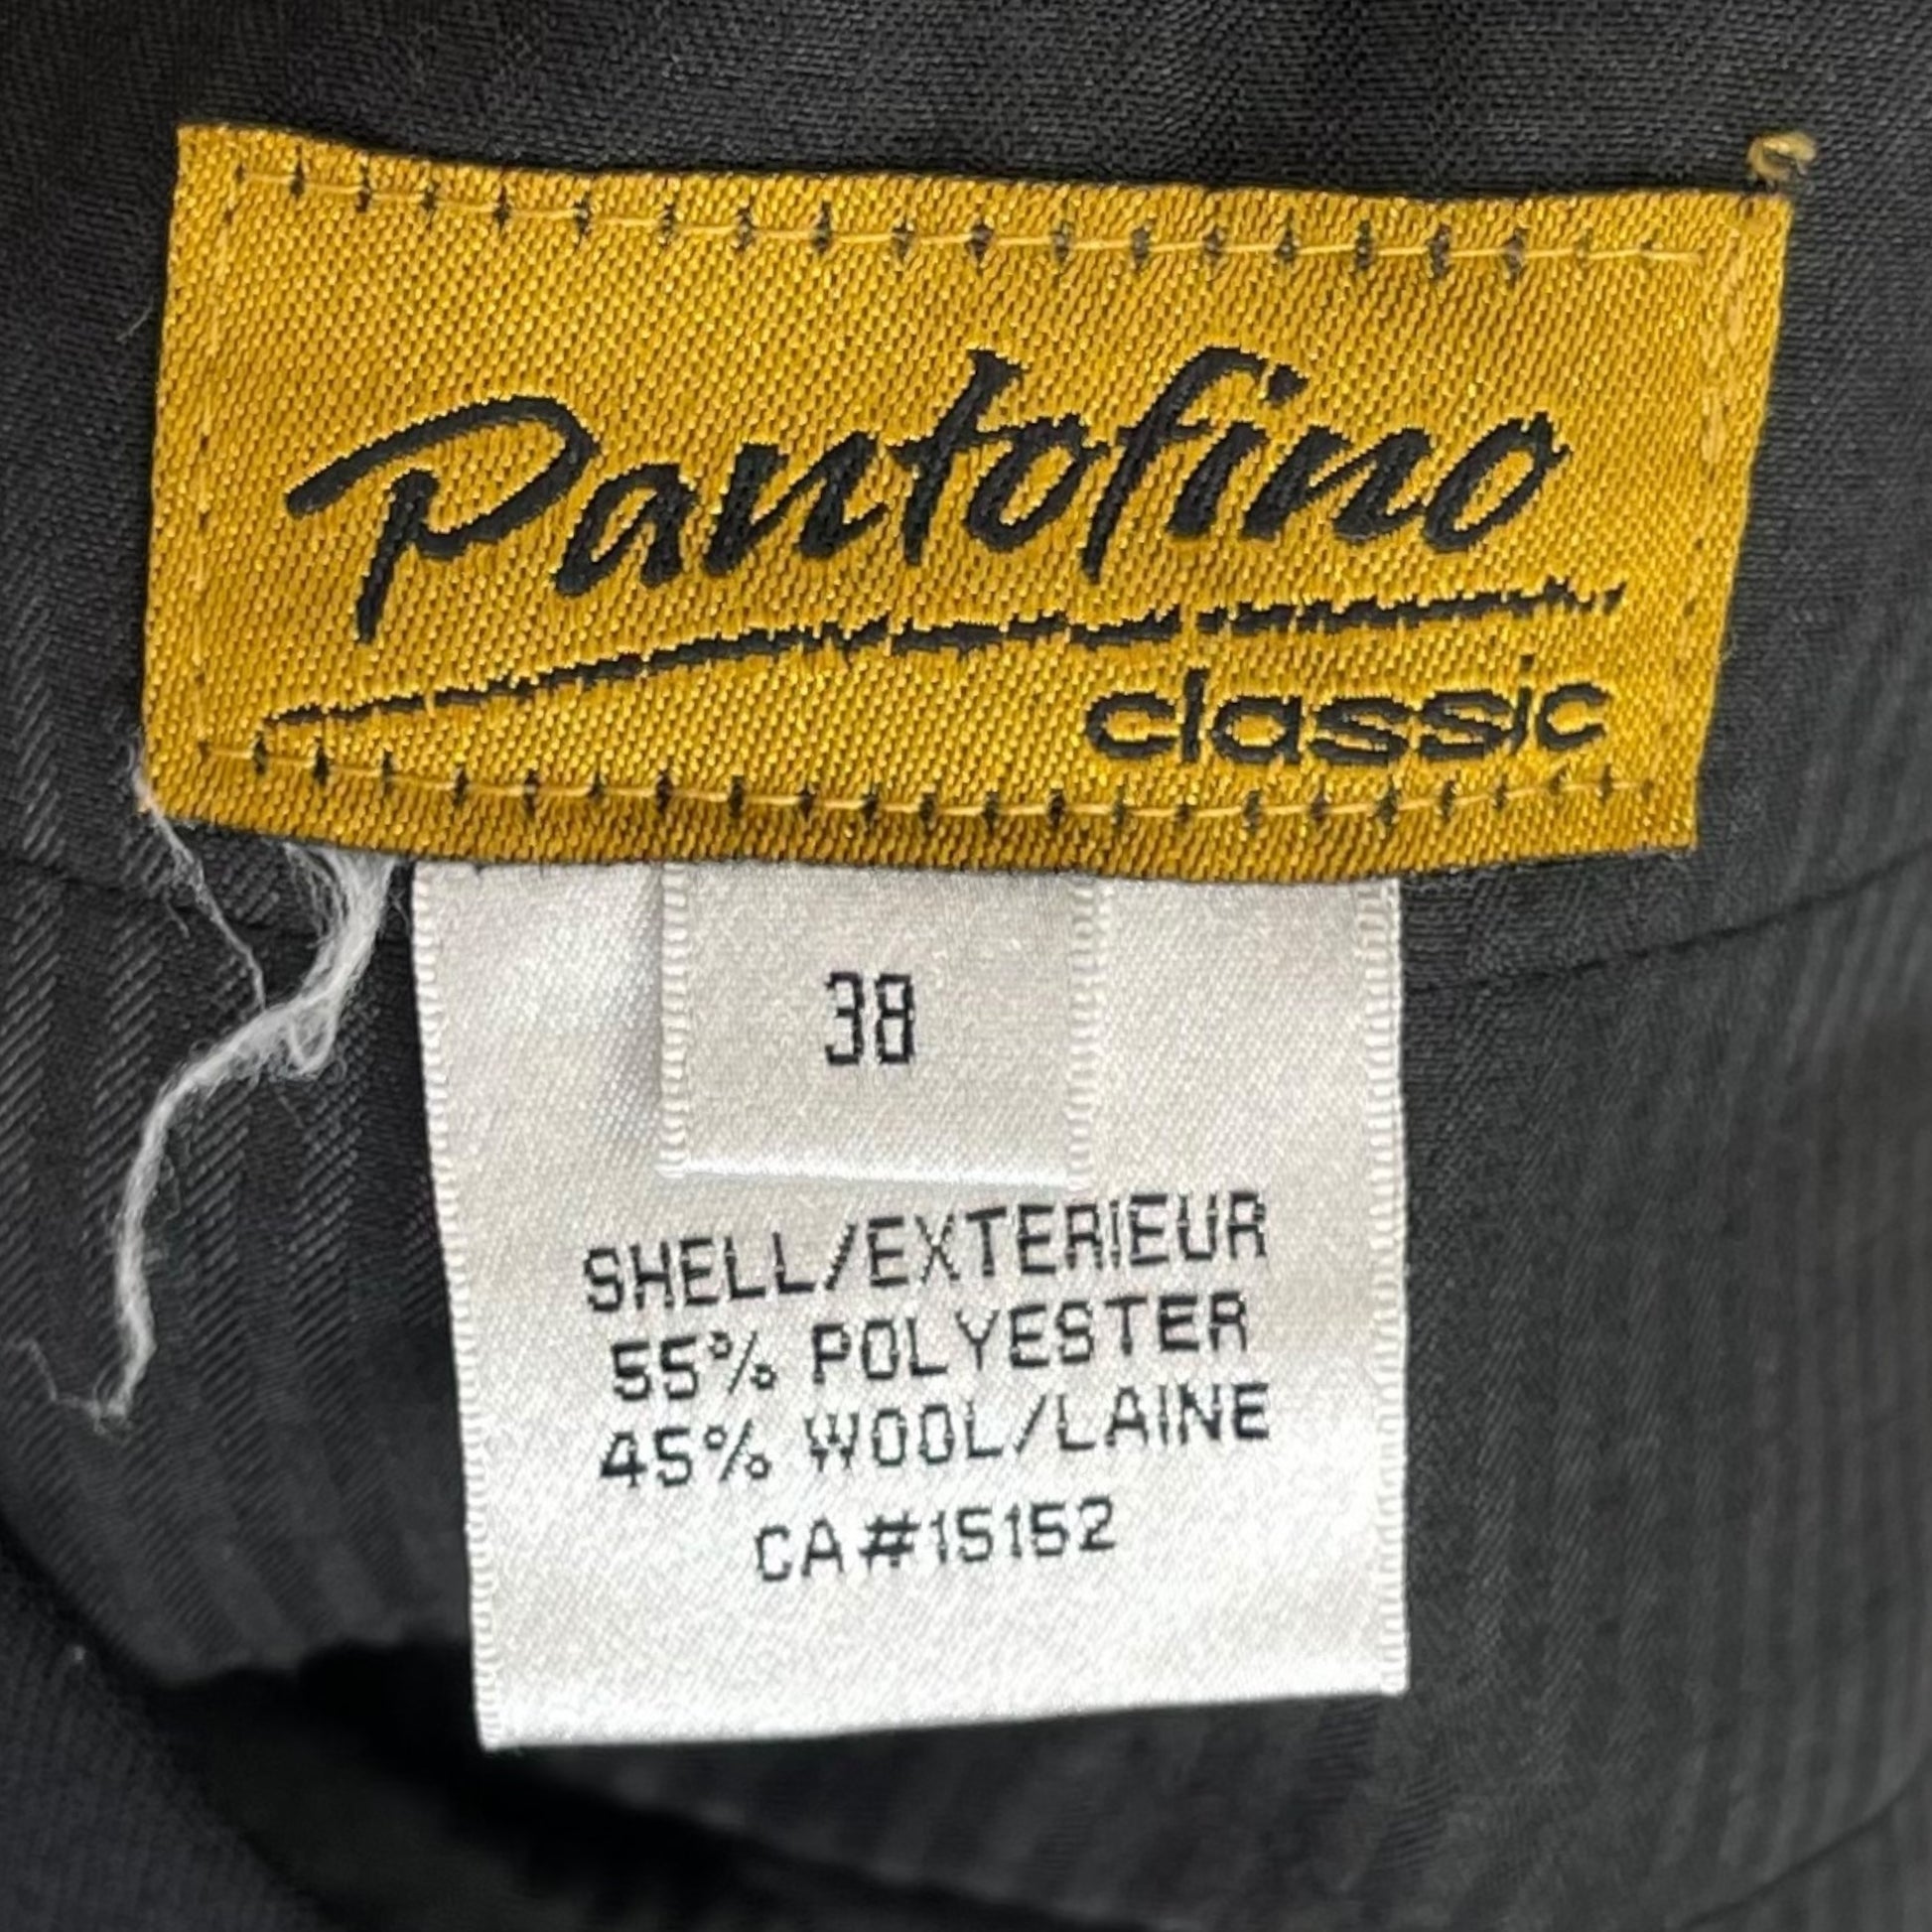 Pantofino
classic
38
SHELL/EXTERIEUR
55% POLYESTER
45% WOOL/LAINE
CA#15152